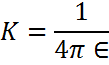 K = 1 / 4π ∈